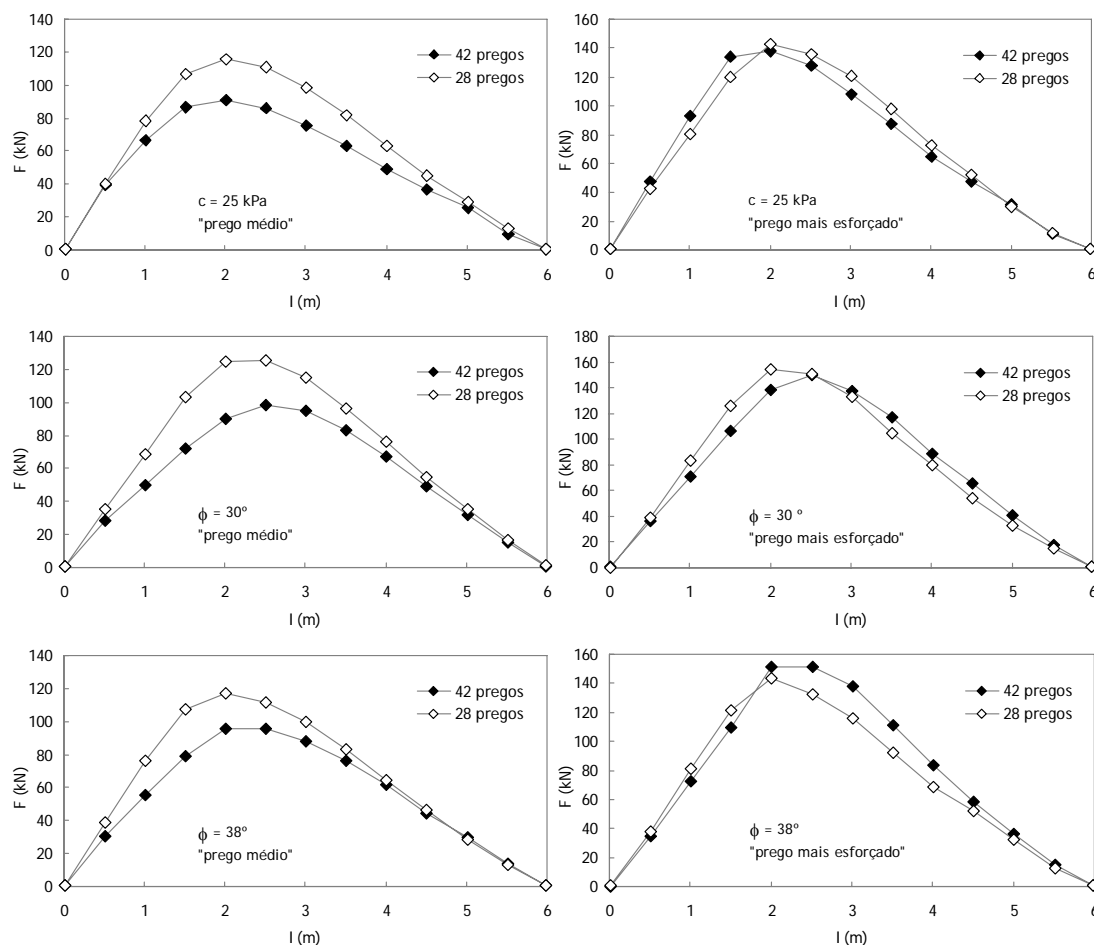 140
120
100
80
60
40
20
0
F (kN)
42 pregos
28 pregos
c = 25 kPa
"prego médio"
0 1 2 3 4 5 6
l (m)
160
140
120
100
80
60
40
20
0
F (kN)
42 pregos
28 pregos
c = 25 kPa
"prego mais esforçado"
0 1 2 3 4 5 6
l (m)
140
120
100
80
60
40
20
0
F (kN)
42 pregos
28 pregos
ϕ = 30º
"prego médio"
0 1 2 3 4 5 6
l (m)
180
160
140
120
100
80
60
40
20
0
F (kN)
42 pregos
28 pregos
ϕ = 30 º
"prego mais esforçado"
0 1 2 3 4 5 6
l (m)
140
120
100
80
60
40
20
0
F (kN)
42 pregos
28 pregos
ϕ = 38º
"prego médio"
0 1 2 3 4 5 6
l (m)
160
140
120
100
80
60
40
20
0
F (kN)
42 pregos
28 pregos
ϕ = 38º
"prego mais esforçado"
0 1 2 3 4 5 6
l (m)